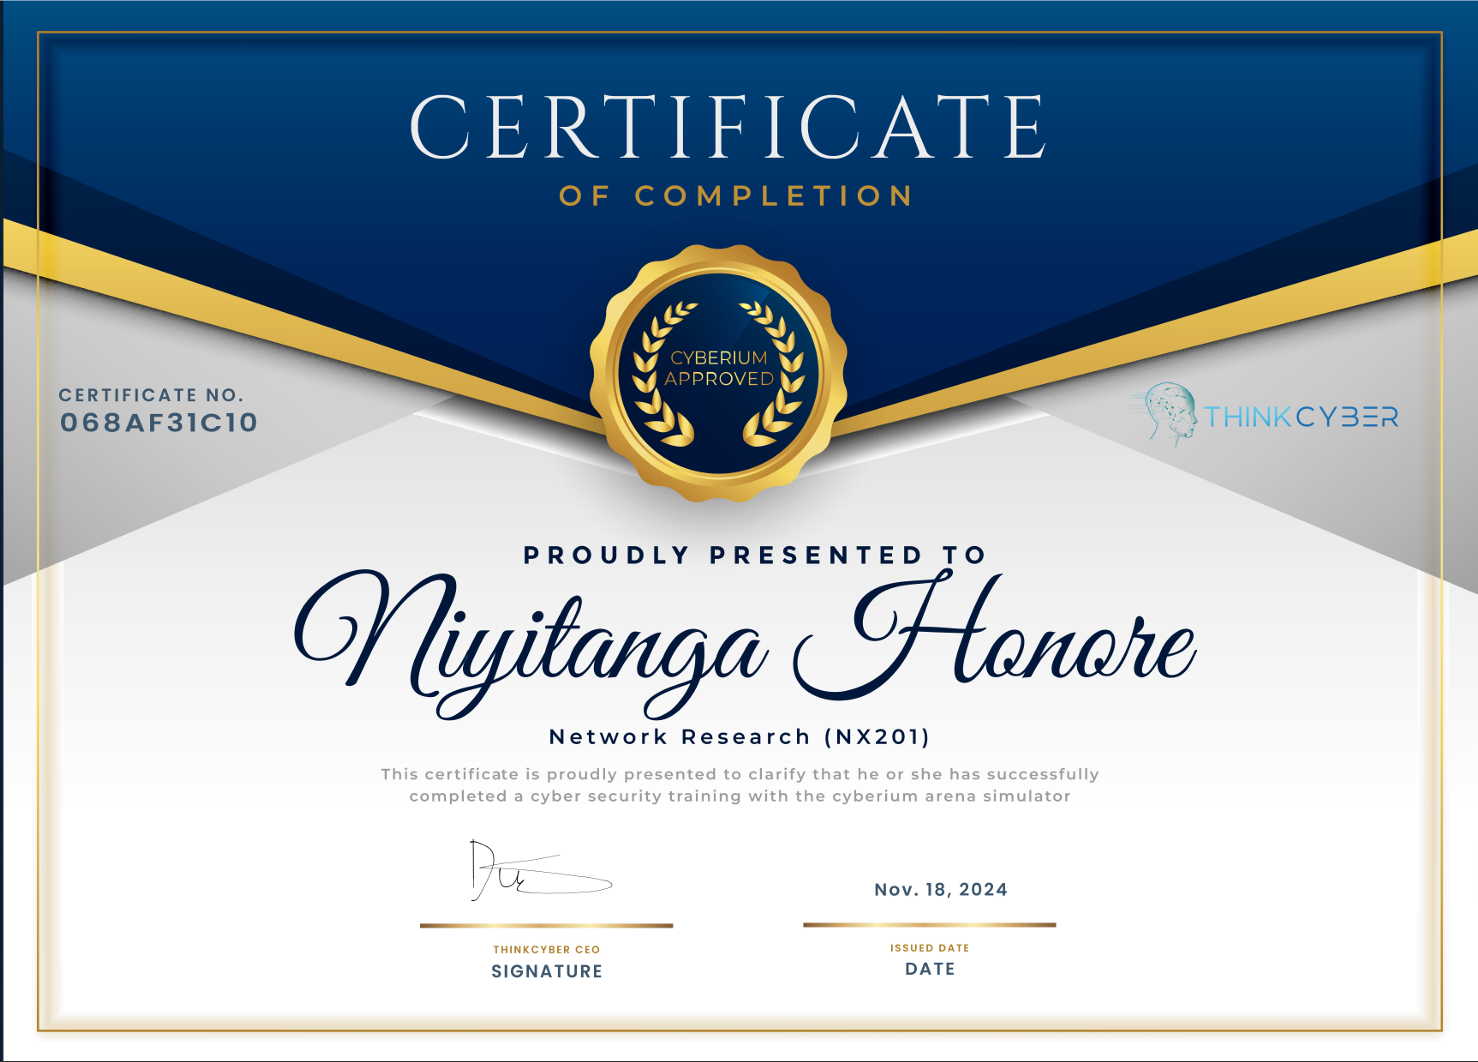 CERTIFICATE
OF COMPLETION
CYBERIUM
APPROVED
CERTIFICATE NO.
068AF31C10
THINKCYBER
PROUDLY PRESENTED TO
Niyitanga Honore
Network Research (NX201)
This certificate is proudly presented to clarify that he or she has successfully
completed a cyber security training with the cyberium arena simulator
Nov. 18, 2024
THINKCYBER CEO
SIGNATURE
ISSUED DATE
DATE